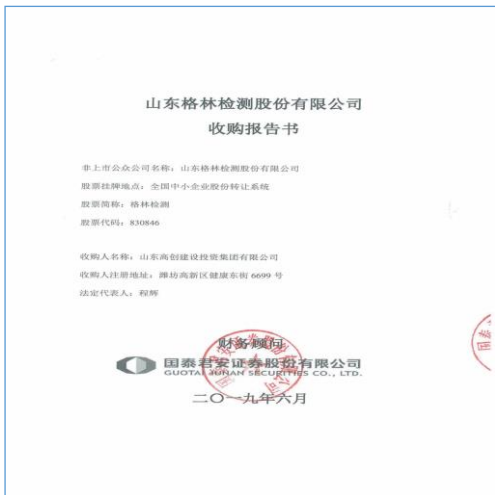 山东格林检测股份有限公司
收购报告书
非上市公众公司名称：山东格林检测股份有限公司
股票挂牌地点：全国中小企业股份转让系统
股票简称：格林检测
股票代码：830846
收购人名称：山东高创建设投资集团有限公司
收购人注册地址：潍坊高新区健康东街 6699 号
法定代表人：程辉
财务顾问
国泰君安证券股份有限公司
GUOTAI JUNAN SECURITIES CO., LTD.
二〇一九年六月
国泰